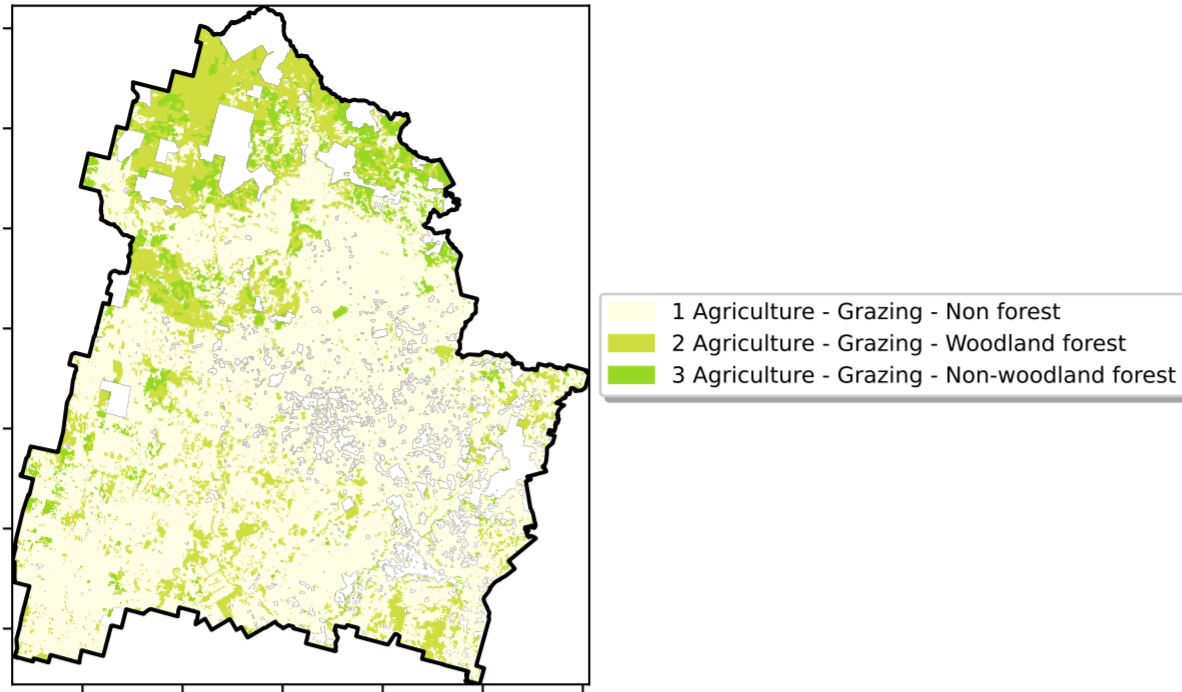 1 Agriculture - Grazing - Non forest
2 Agriculture - Grazing - Woodland forest
3 Agriculture - Grazing - Non-woodland forest